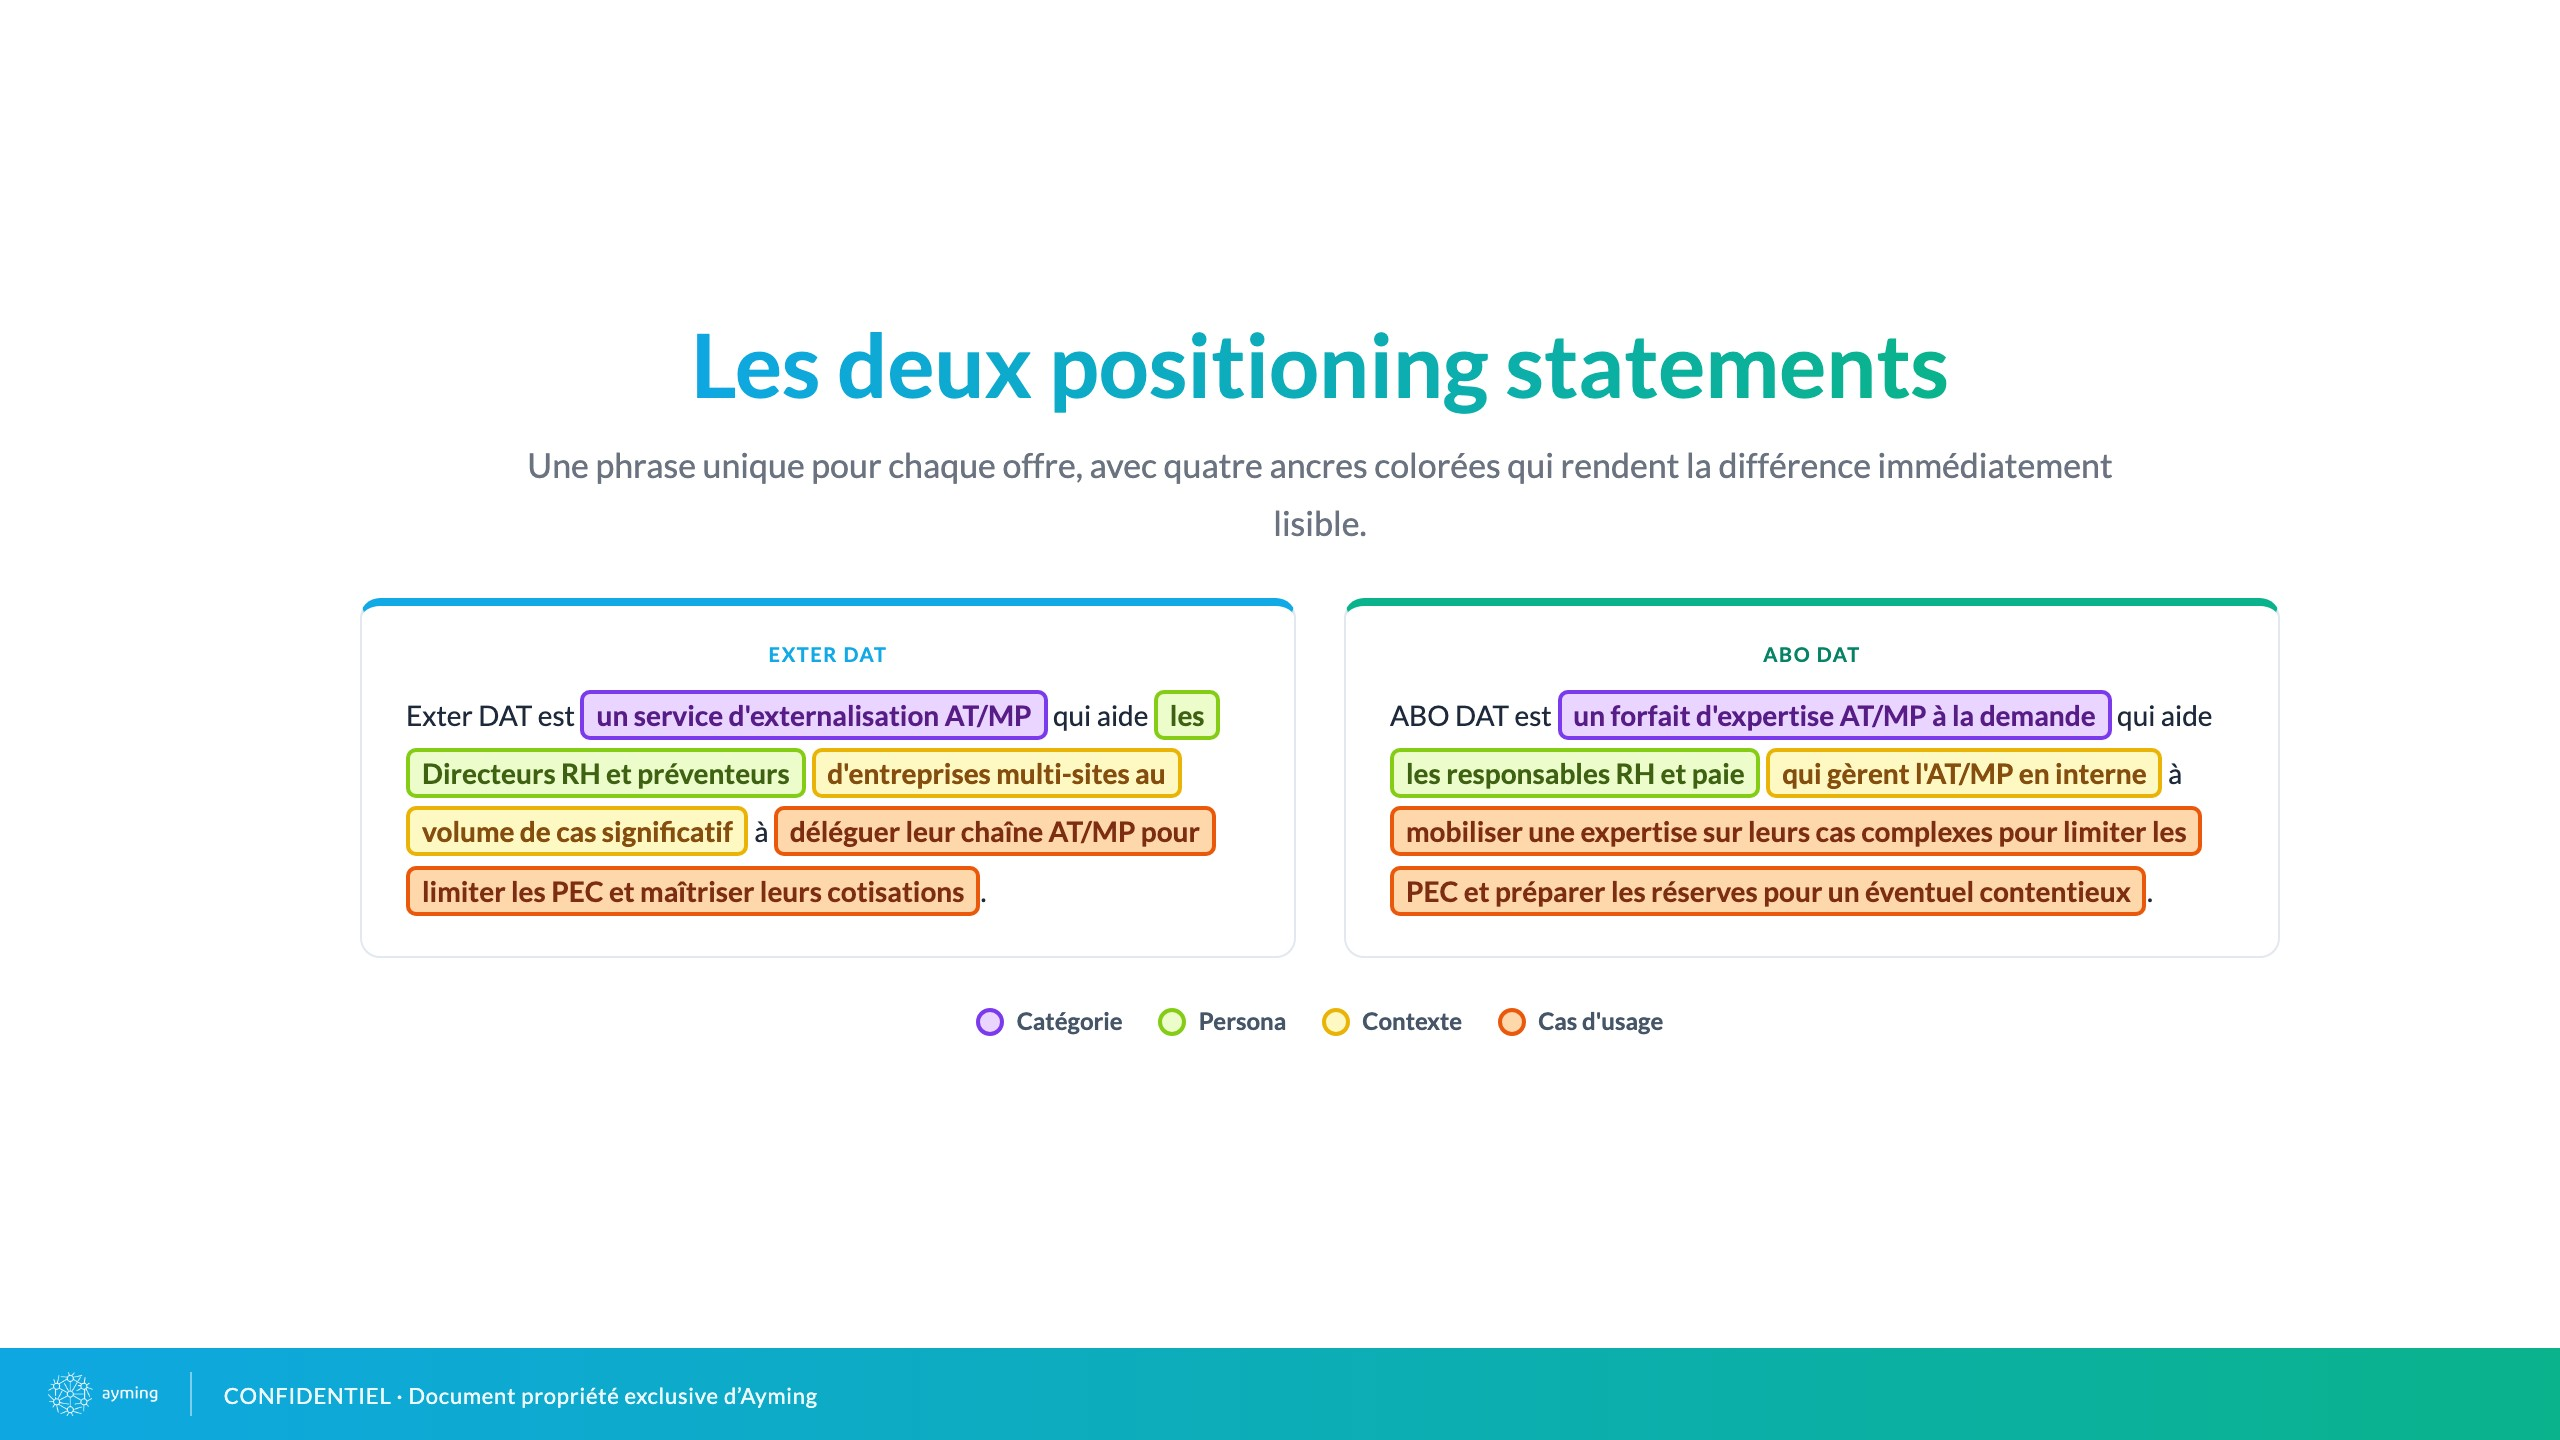 Les deux positioning statements
Une phrase unique pour chaque offre, avec quatre ancres colorées qui rendent la différence immédiatement
lisible.
EXTER DAT
Exter DAT est un service d'externalisation AT/MP qui aide les
Directeurs RH et préventeurs d'entreprises multi-sites au
volume de cas significatif à déléguer leur chaîne AT/MP pour
limiter les PEC et maîtriser leurs cotisations.
ABO DAT
ABO DAT est un forfait d'expertise AT/MP à la demande qui aide
les responsables RH et paie qui gèrent l'AT/MP en interne à
mobiliser une expertise sur leurs cas complexes pour limiter les
PEC et préparer les réserves pour un éventuel contentieux.
Catégorie Persona Contexte Cas d'usage
ayming CONFIDENTIEL · Document propriété exclusive d’Ayming